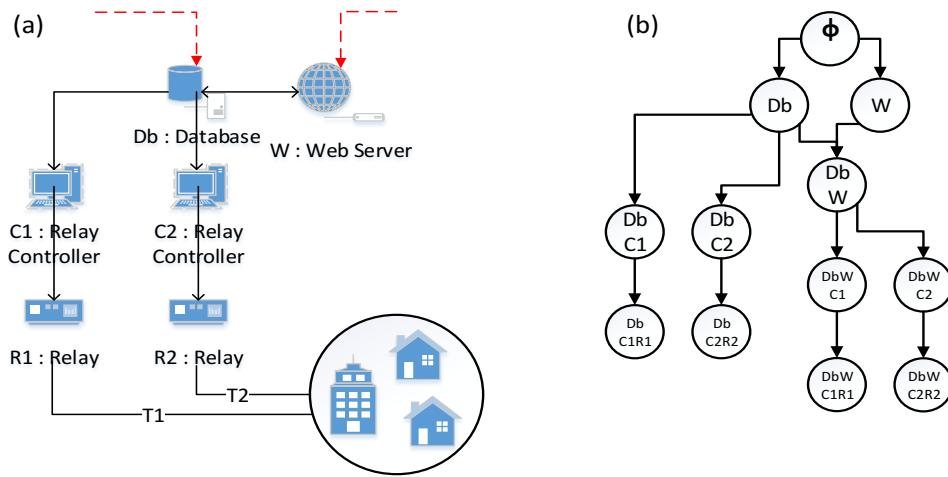 (a)
Db : Database
W : Web Server
C1 : Relay
Controller
C2 : Relay
Controller
R1 : Relay
R2 : Relay
T2
T1
(b)
ϕ
Db
W
Db
W
Db
C1
Db
C2
DbW
C1
DbW
C2
Db
C1R1
Db
C2R2
DbW
C1R1
DbW
C2R2